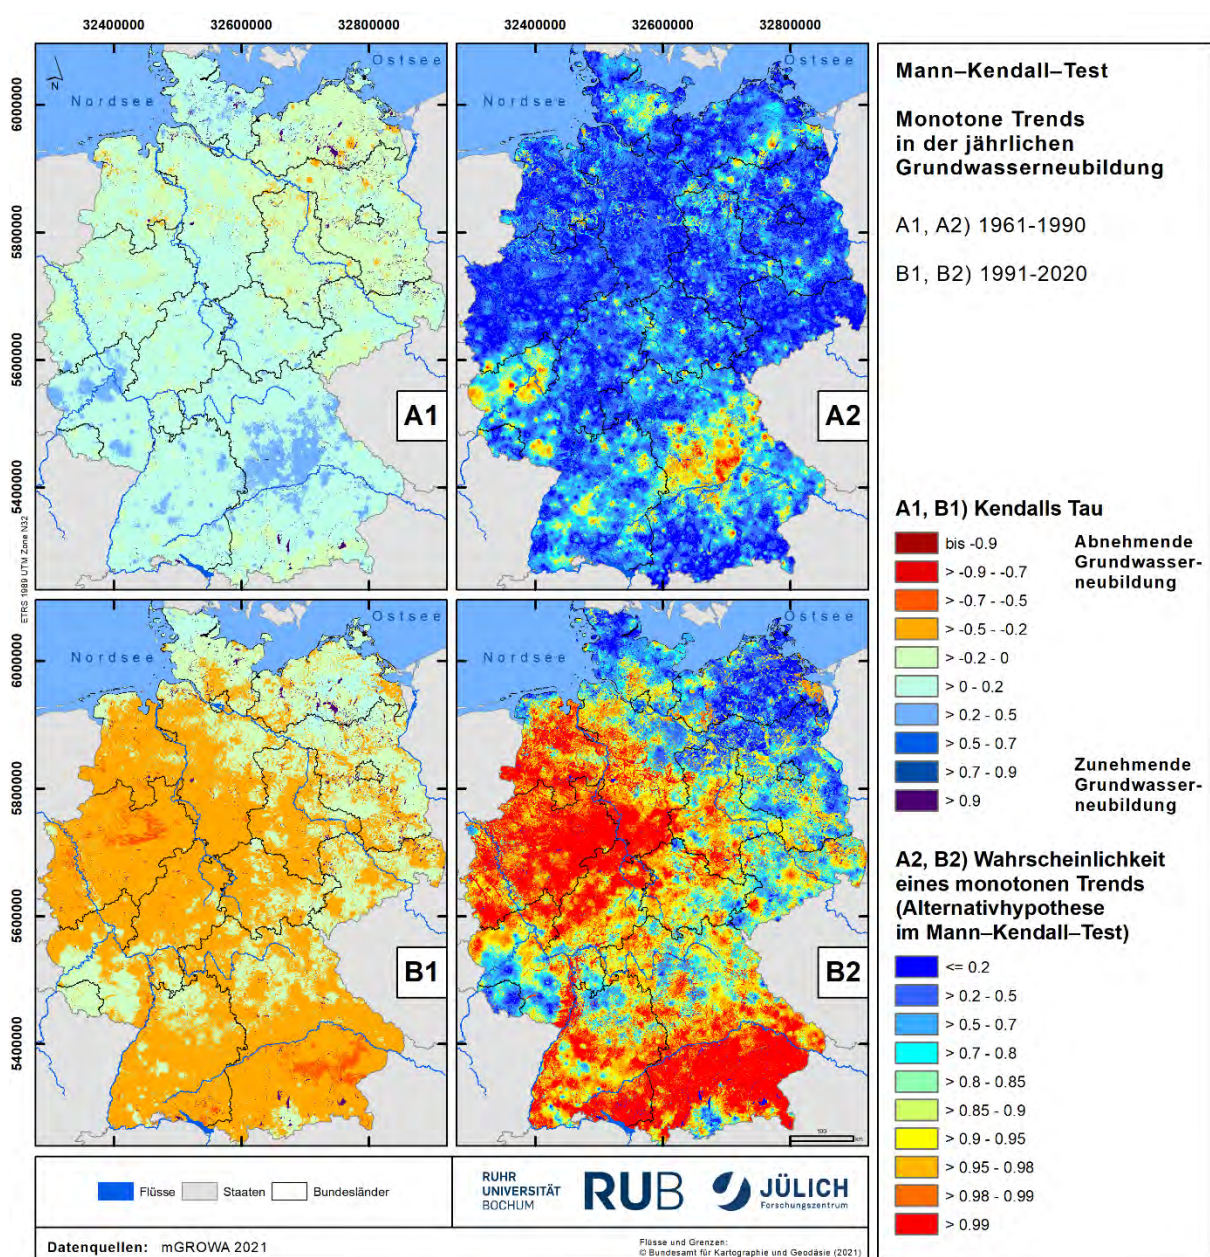 32400000 32600000 32800000 32400000 32600000 32800000
N
Nordsee
Ostsee
A1
Nordsee
Ostsee
A2
6000000
5800000
5600000
5400000
ETRS 1989 UTM Zone N32
Nordsee
Ostsee
B1
Nordsee
Ostsee
B2
100
km
6000000
5800000
5600000
5400000
Mann–Kendall–Test
Monotone Trends
in der jährlichen
Grundwasserneubildung
A1, A2) 1961-1990
B1, B2) 1991-2020
A1, B1) Kendalls Tau
bis -0.9
> -0.9 - -0.7
> -0.7 - -0.5
> -0.5 - -0.2
> -0.2 - 0
> 0 - 0.2
> 0.2 - 0.5
> 0.5 - 0.7
> 0.7 - 0.9
> 0.9
Abnehmende
Grundwasser-
neubildung
Zunehmende
Grundwasser-
neubildung
A2, B2) Wahrscheinlichkeit
eines monotonen Trends
(Alternativhypothese
im Mann–Kendall–Test)
<= 0.2
> 0.2 - 0.5
> 0.5 - 0.7
> 0.7 - 0.8
> 0.8 - 0.85
> 0.85 - 0.9
> 0.9 - 0.95
> 0.95 - 0.98
> 0.98 - 0.99
> 0.99
Flüsse Staaten Bundesländer
RUHR
UNIVERSITÄT
BOCHUM
RUB
JÜLICH
Forschungszentrum
Datenquellen: mGROWA 2021
Flüsse und Grenzen:
© Bundesamt für Kartographie und Geodäsie (2021)